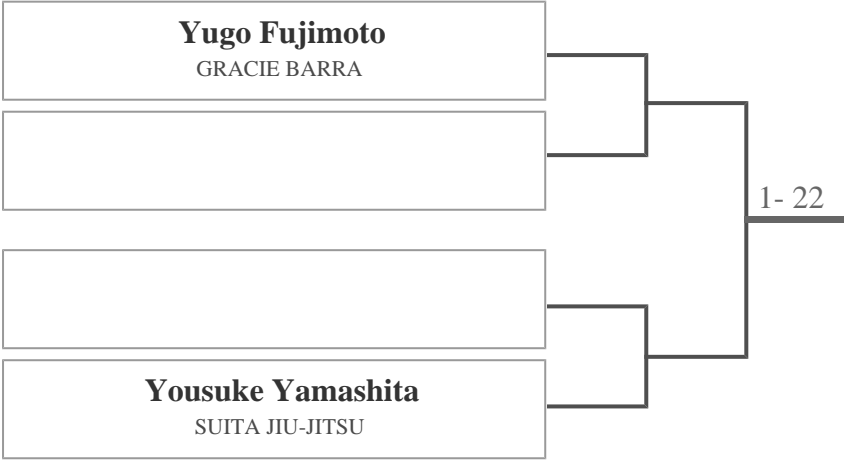 Yugo Fujimoto
GRACIE BARRA
1- 22
Yousuke Yamashita
SUITA JIU-JITSU